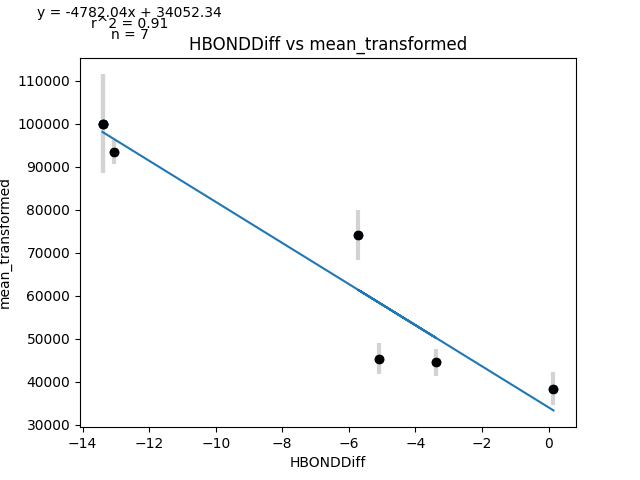 y = -4782.04x + 34052.34
r^2 = 0.91
n = 7
HBONDDiff vs mean_transformed
110000
100000
90000
80000
70000
60000
50000
40000
30000
mean_transformed
−14
−12
−10
−8
−6
−4
−2
0
HBONDDiff